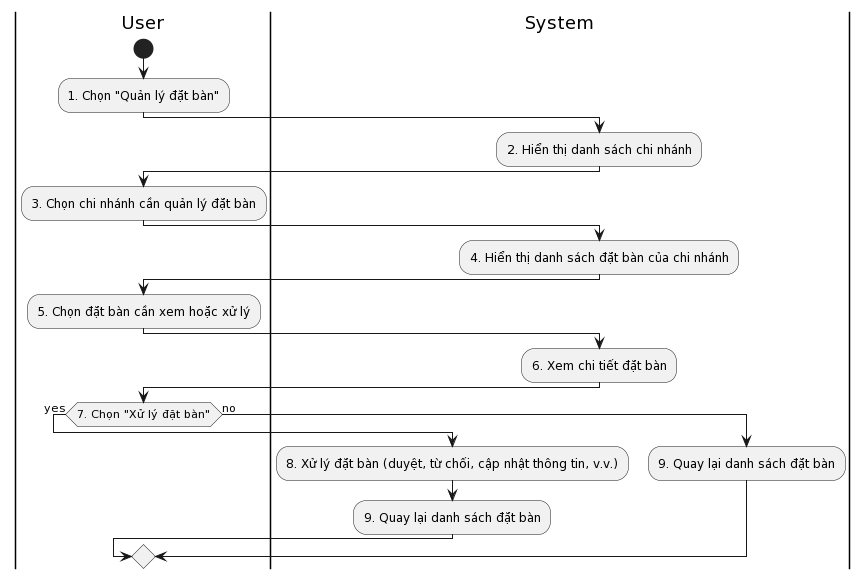 User
System
1. Chọn "Quản lý đặt bàn"
2. Hiển thị danh sách chi nhánh
3. Chọn chi nhánh cần quản lý đặt bàn
4. Hiển thị danh sách đặt bàn của chi nhánh
5. Chọn đặt bàn cần xem hoặc xử lý
6. Xem chi tiết đặt bàn
yes
7. Chọn "Xử lý đặt bàn"
no
8. Xử lý đặt bàn (duyệt, từ chối, cập nhật thông tin, v.v.)
9. Quay lại danh sách đặt bàn
9. Quay lại danh sách đặt bàn